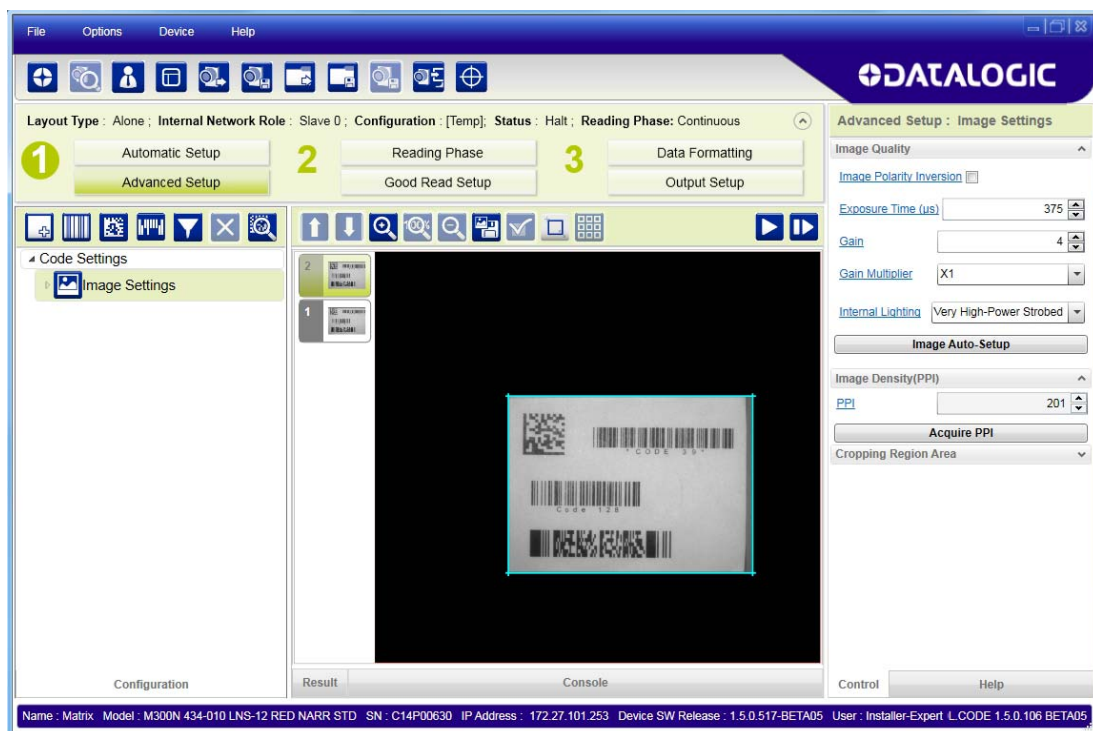 File Options Device Help
DATALOGIC
Layout Type : Alone ; Internal Network Role : Slave 0 ; Configuration : [Temp]; Status : Halt ; Reading Phase: Continuous
1 Automatic Setup 2 Reading Phase 3 Data Formatting
Advanced Setup Good Read Setup Output Setup
Code Settings
Image Settings
2
1
*CODE 39*
Code 128
Configuration
Result Console
Advanced Setup : Image Settings
Image Quality
Image Polarity Inversion
Exposure Time (µs) 375
Gain 4
Gain Multiplier X1
Internal Lighting Very High-Power Strobed
Image Auto-Setup
Image Density(PPI)
PPI 201
Acquire PPI
Cropping Region Area
Control Help
Name : Matrix Model : M300N 434-010 LNS-12 RED NARR STD SN : C14P00630 IP Address : 172.27.101.253 Device SW Release : 1.5.0.517-BETA05 User : Installer-Expert L.CODE 1.5.0.106 BETA05